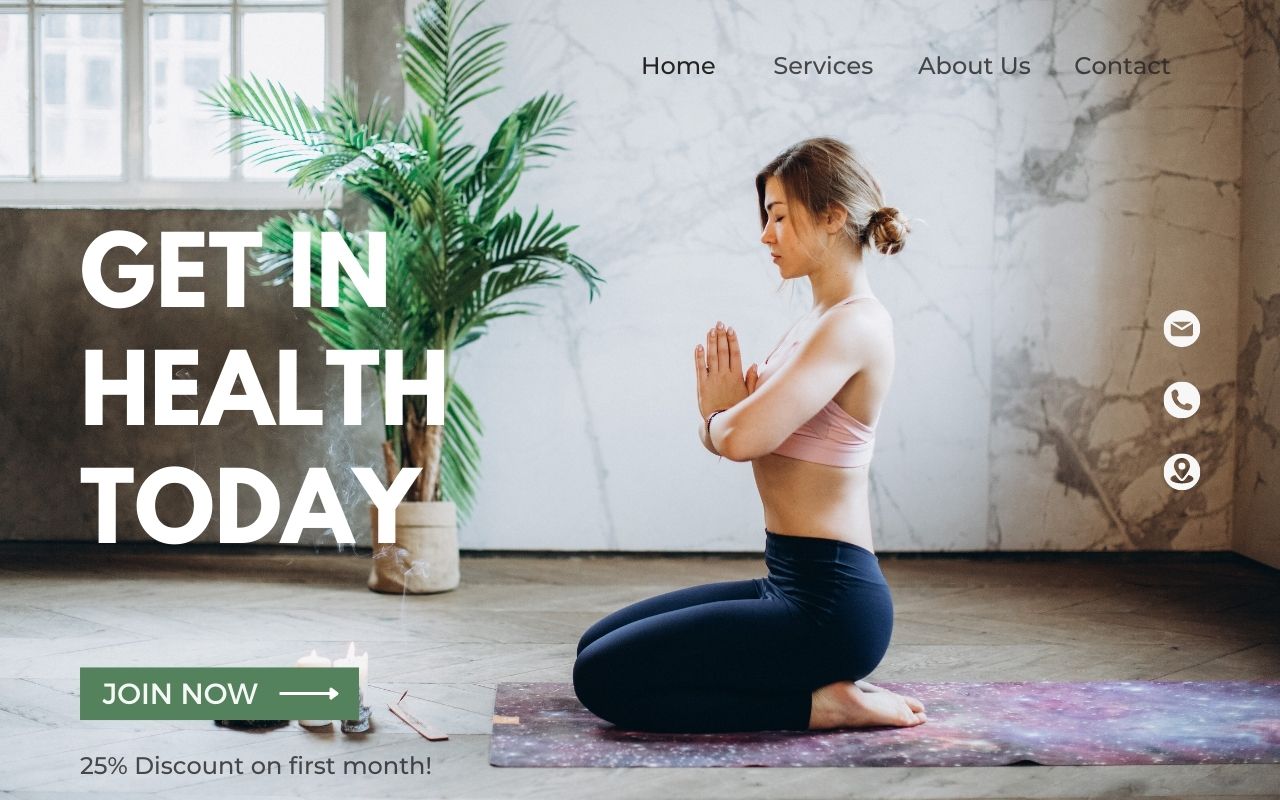 Home Services About Us Contact
GET IN
HEALTH
TODAY
JOIN NOW
25% Discount on first month!